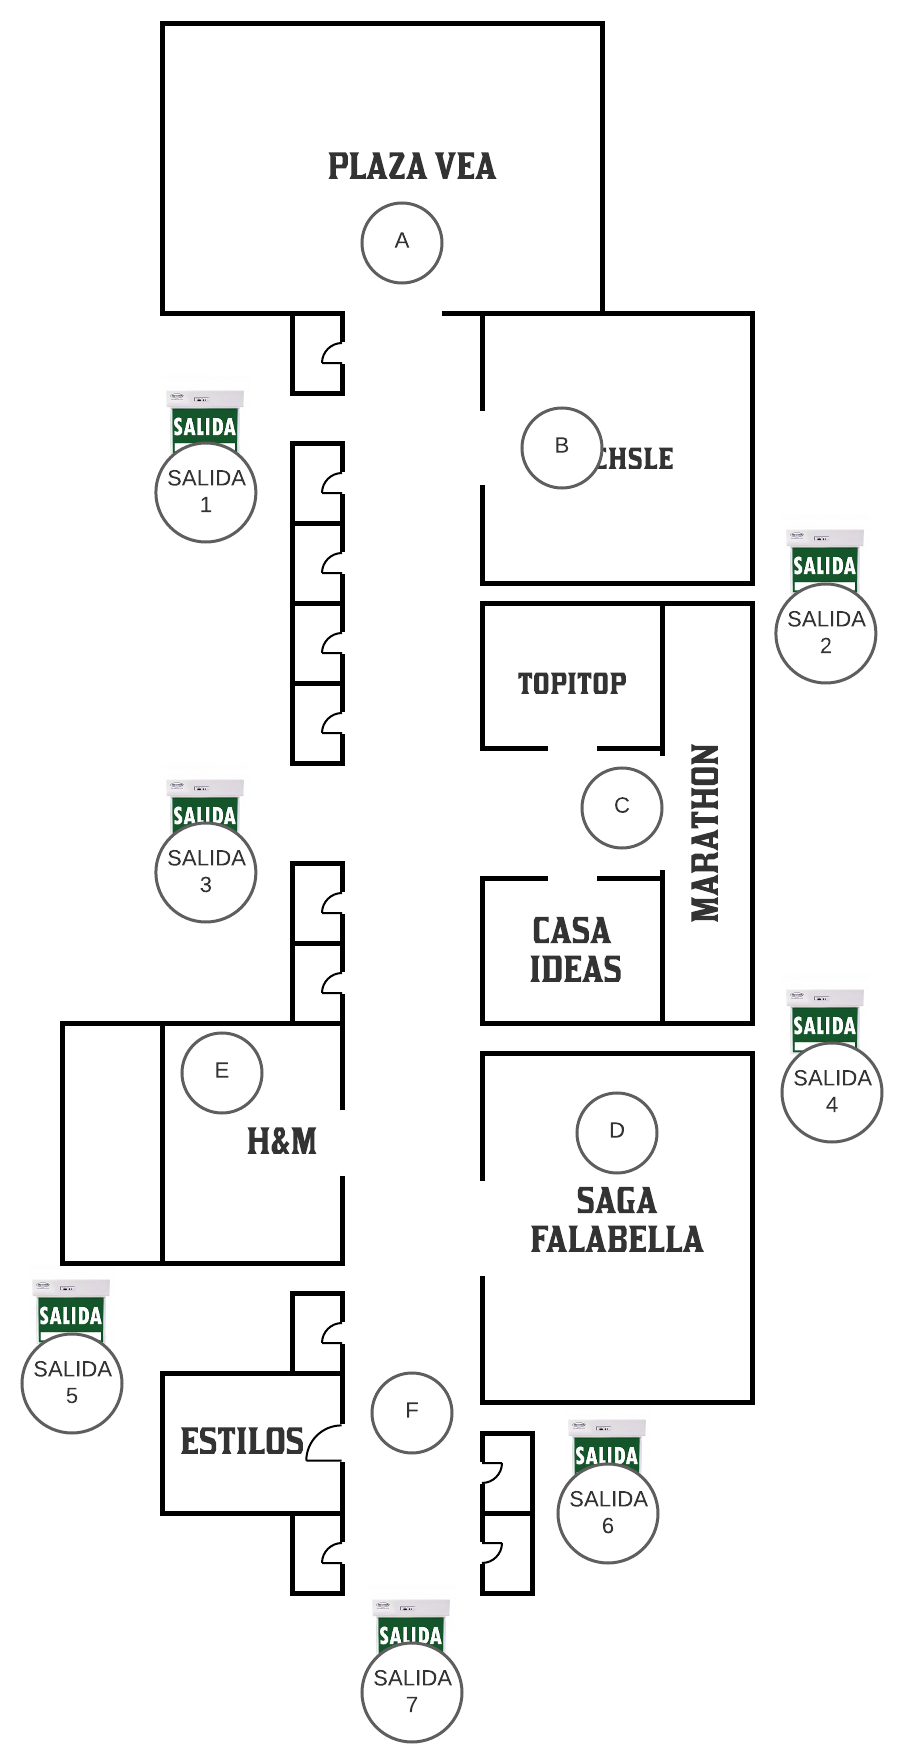 PLAZA VEA
A
B
CHSLE
SALIDA
SALIDA
1
SALIDA
SALIDA
2
TOPITOP
MARATHON
C
SALIDA
SALIDA
3
CASA
IDEAS
SALIDA
SALIDA
4
E
H&M
D
SAGA
FALABELLA
SALIDA
SALIDA
5
F
ESTILOS
SALIDA
SALIDA
6
SALIDA
SALIDA
7